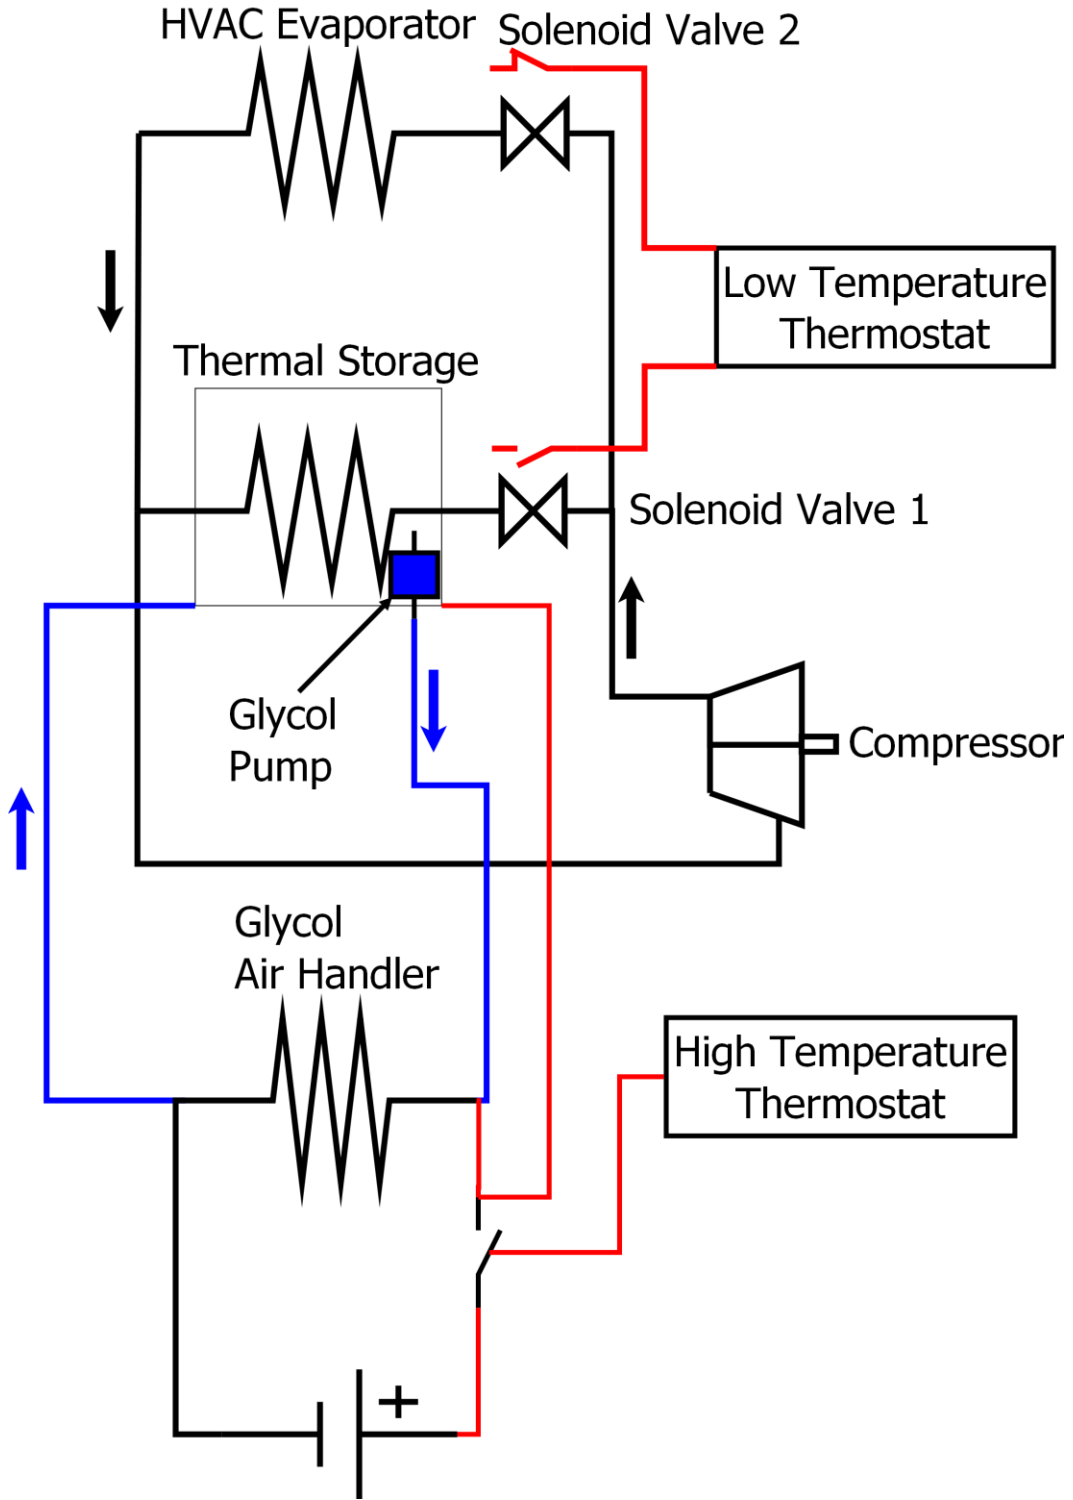 HVAC Evaporator
Solenoid Valve 2
Low Temperature
Thermostat
Thermal Storage
Solenoid Valve 1
Glycol
Pump
Compressor
Glycol
Air Handler
High Temperature
Thermostat
+